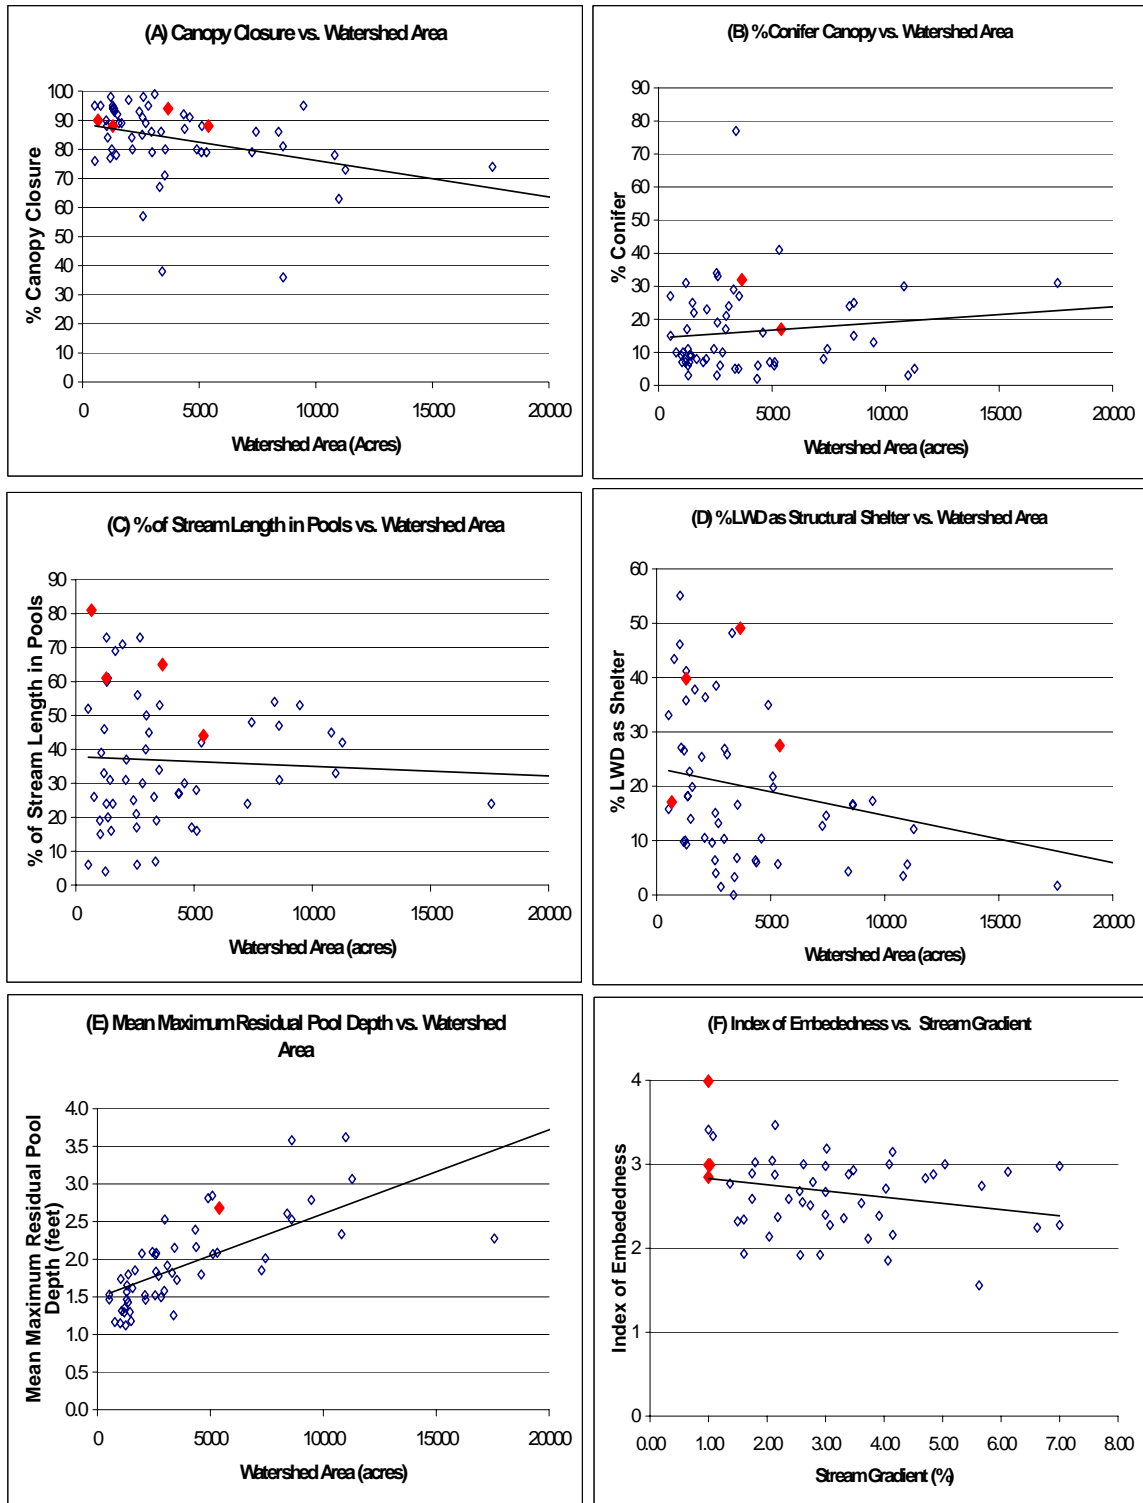 (A) Canopy Closure vs. Watershed Area
% Canopy Closure
100
90
80
70
60
50
40
30
20
10
0
0 5000 10000 15000 20000
Watershed Area (Acres)
(B) %Conifer Canopy vs. Watershed Area
% Conifer
90
80
70
60
50
40
30
20
10
0
0 5000 10000 15000 20000
Watershed Area (acres)
(C) % of Stream Length in Pools vs. Watershed Area
% of Stream Length in Pools
90
80
70
60
50
40
30
20
10
0
0 5000 10000 15000 20000
Watershed Area (acres)
(D) %LWD as Structural Shelter vs. Watershed Area
% LWD as Shelter
60
50
40
30
20
10
0
0 5000 10000 15000 20000
Watershed Area (acres)
(E) Mean Maximum Residual Pool Depth vs. Watershed
Area
Mean Maximum Residual Pool
Depth (feet)
4.0
3.5
3.0
2.5
2.0
1.5
1.0
0.5
0.0
0 5000 10000 15000 20000
Watershed Area (acres)
(F) Index of Embededness vs. Stream Gradient
Index of Embededness
4
3
2
1
0
0.00 1.00 2.00 3.00 4.00 5.00 6.00 7.00 8.00
Stream Gradient (%)